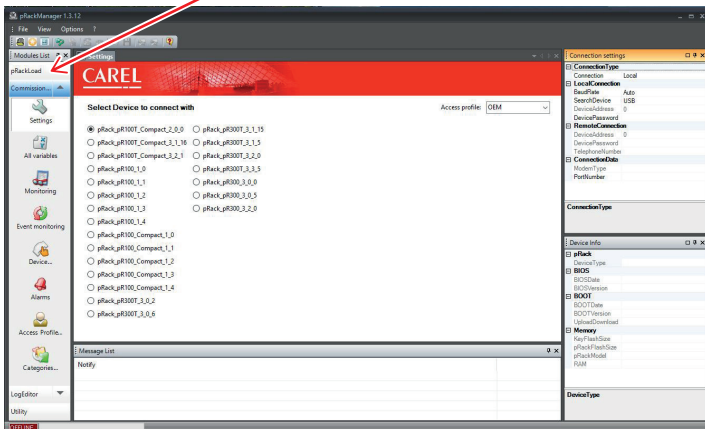 pRackManager 1.3.12
File View Options ?
Modules List
Settings
Connection settings
pRackLoad
Commission...
Settings
All variables
Monitoring
Event monitoring
Device...
Alarms
Access Profile...
Categories...
LogEditor
Utility
OFFLINE
CAREL
Select Device to connect with
Access profile: OEM
pRack_pR100T_Compact_2_0_0
pRack_pR100T_Compact_3_1_16
pRack_pR100T_Compact_3_2_1
pRack_pR100_1_0
pRack_pR100_1_1
pRack_pR100_1_2
pRack_pR100_1_3
pRack_pR100_1_4
pRack_pR100_Compact_1_0
pRack_pR100_Compact_1_1
pRack_pR100_Compact_1_2
pRack_pR100_Compact_1_3
pRack_pR100_Compact_1_4
pRack_pR300T_3_0_2
pRack_pR300T_3_0_6
pRack_pR300T_3_1_15
pRack_pR300T_3_1_5
pRack_pR300T_3_2_0
pRack_pR300T_3_3_5
pRack_pR300_3_0_0
pRack_pR300_3_0_5
pRack_pR300_3_2_0
Message List
Notify
ConnectionType
Connection Local
LocalConnection
BaudRate Auto
SearchDevice USB
DeviceAddress 0
DevicePassword
RemoteConnection
DeviceAddress 0
DevicePassword
TelephoneNumber
ConnectionData
ModemType
PortNumber
ConnectionType
Device Info
pRack
DeviceType
BIOS
BIOSDate
BIOSVersion
BOOT
BOOTDate
BOOTVersion
UploadDownload
Memory
KeyFlashSize
pRackFlashSize
pRackModel
RAM
DeviceType